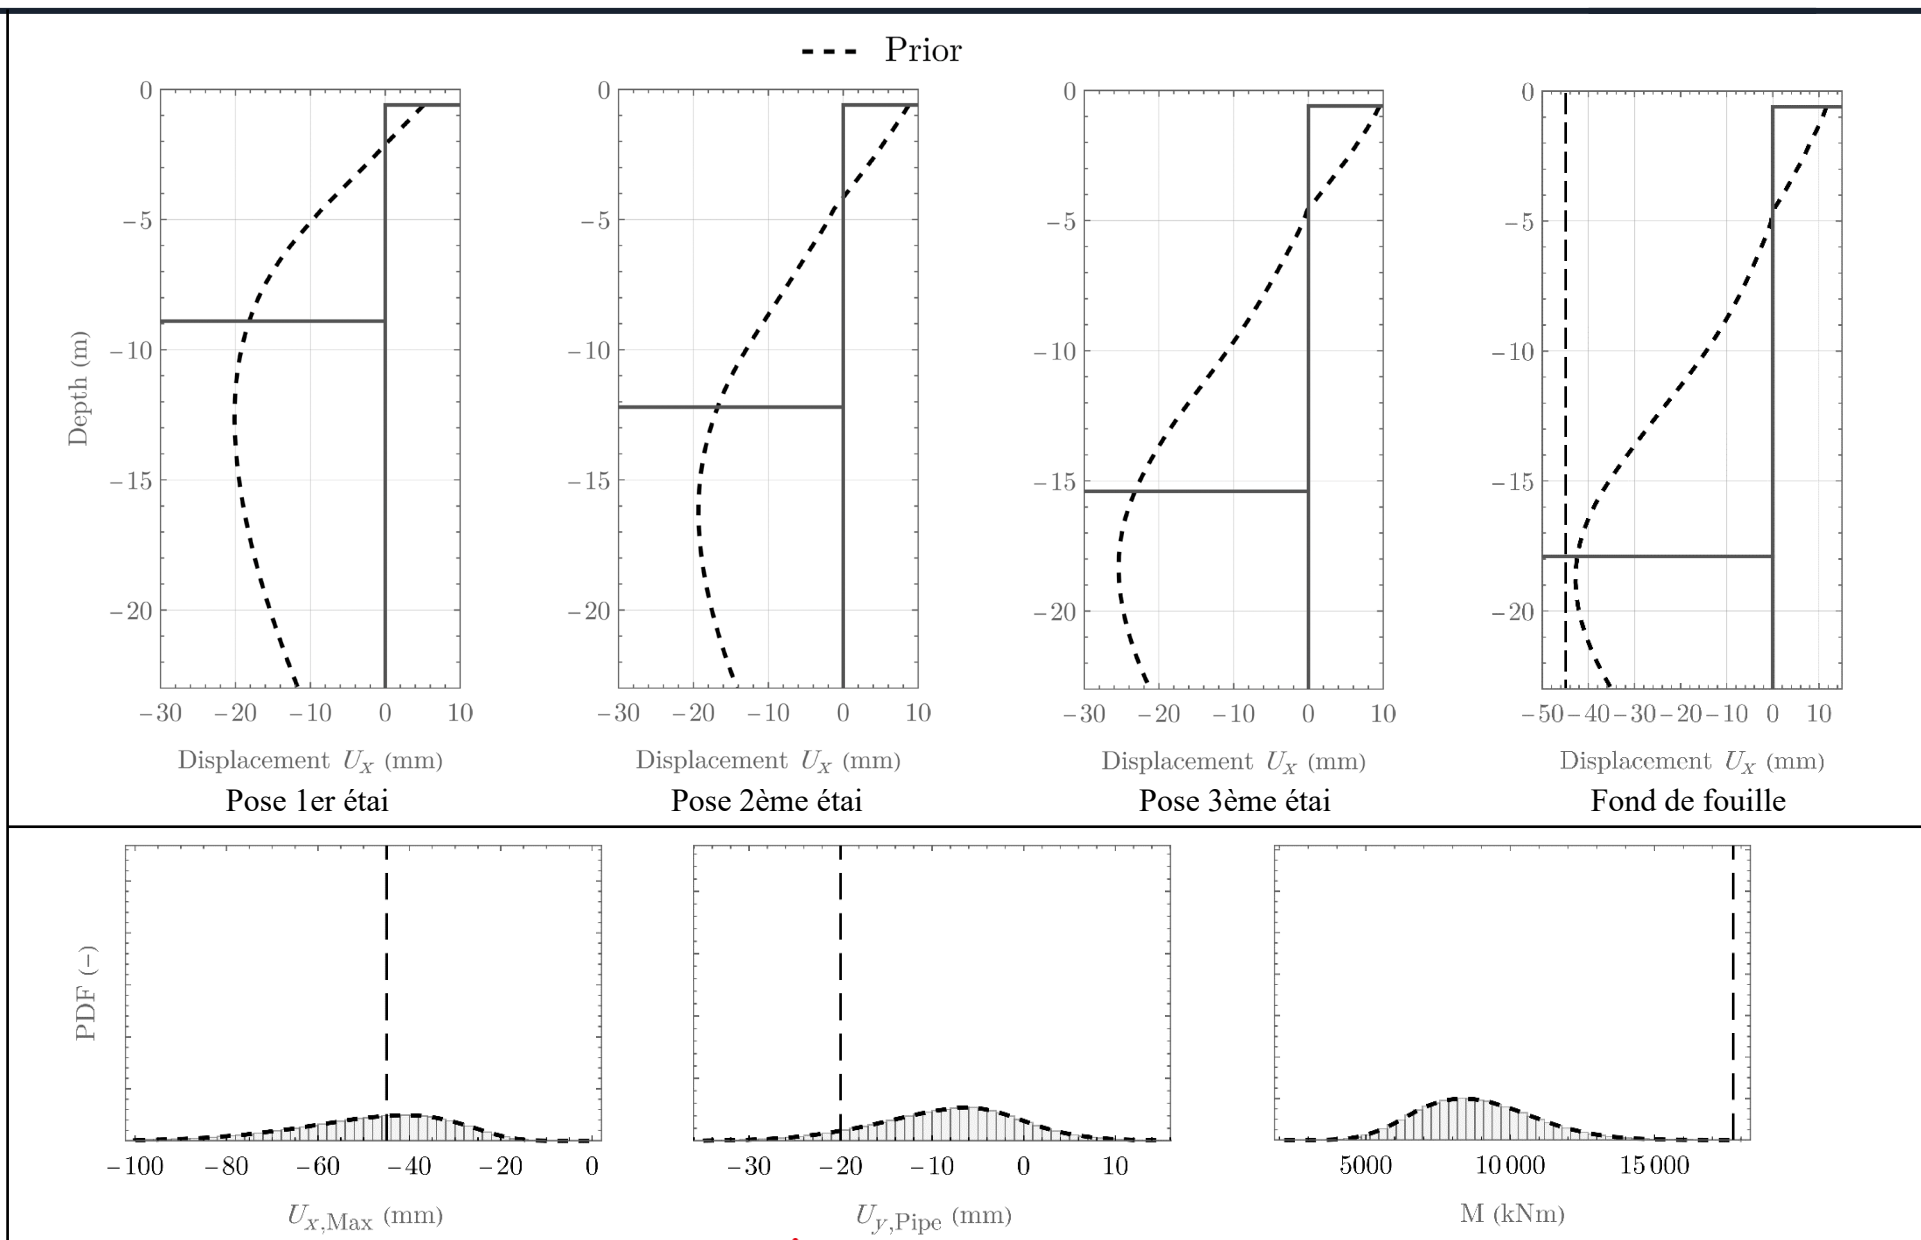 Prior
0
−5
−10
−15
−20
−30 −20 −10 0 10
Depth (m)
Displacement U_X (mm)
Pose 1er étai
0
−5
−10
−15
−20
−30 −20 −10 0 10
Displacement U_X (mm)
Pose 2ème étai
0
−5
−10
−15
−20
−30 −20 −10 0 10
Displacement U_X (mm)
Pose 3ème étai
0
−5
−10
−15
−20
−50 −40 −30 −20 −10 0 10
Displacement U_X (mm)
Fond de fouille
PDF (−)
−100 −80 −60 −40 −20 0
U_x,Max (mm)
−30 −20 −10 0 10
U_y,Pipe (mm)
5000 10 000 15 000
M (kNm)